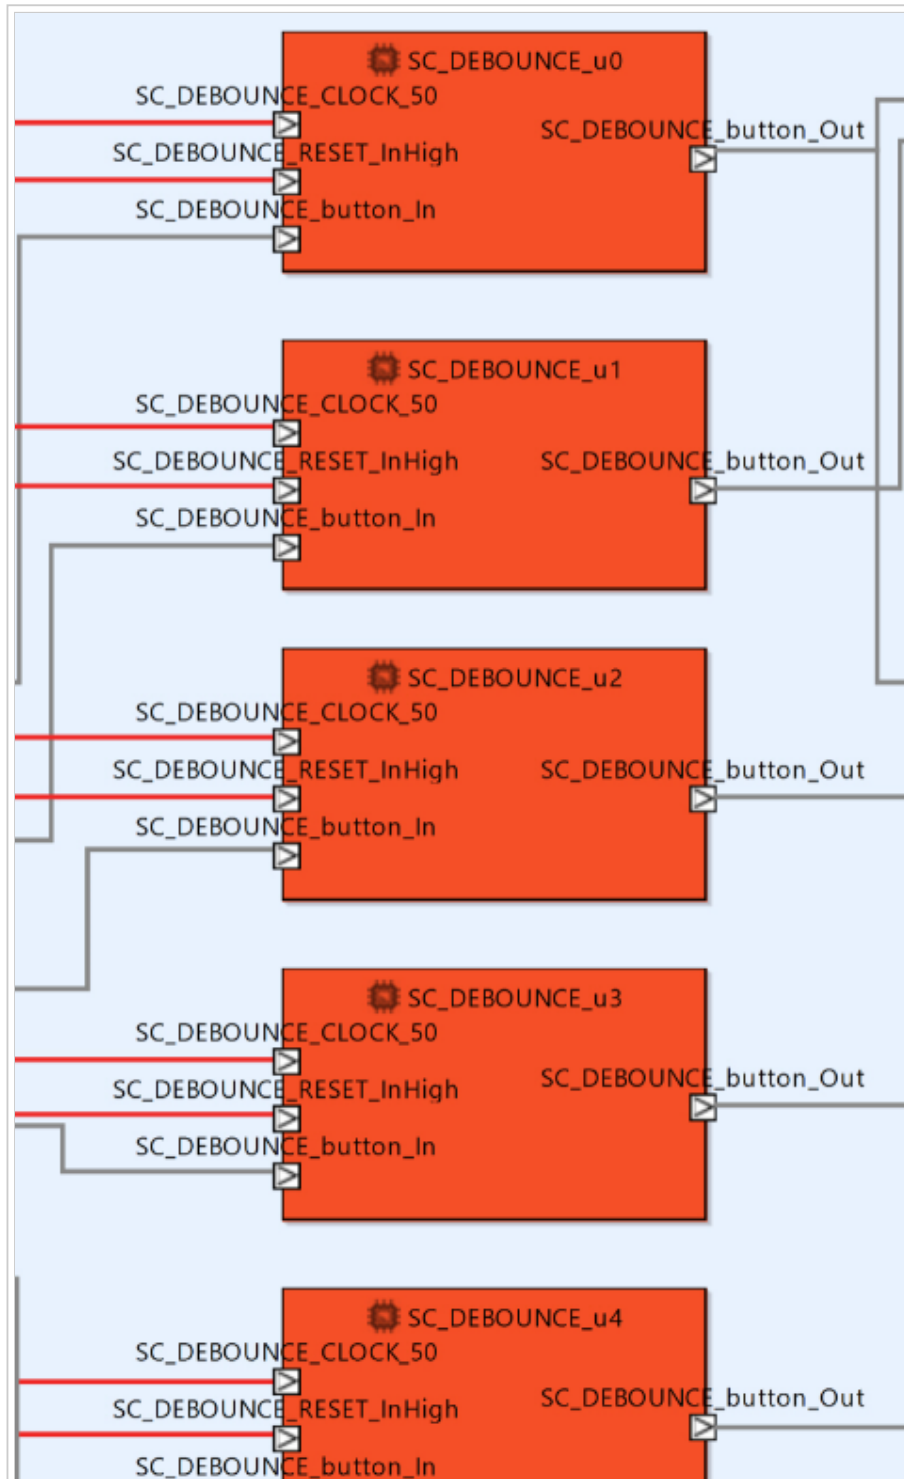 SC_DEBOUNCE_u0
SC_DEBOUNCE_CLOCK_50
SC_DEBOUNCE_button_Out
SC_DEBOUNCE_RESET_InHigh
SC_DEBOUNCE_button_In
SC_DEBOUNCE_u1
SC_DEBOUNCE_CLOCK_50
SC_DEBOUNCE_RESET_InHigh
SC_DEBOUNCE_button_Out
SC_DEBOUNCE_button_In
SC_DEBOUNCE_u2
SC_DEBOUNCE_CLOCK_50
SC_DEBOUNCE_RESET_InHigh
SC_DEBOUNCE_button_Out
SC_DEBOUNCE_button_In
SC_DEBOUNCE_u3
SC_DEBOUNCE_CLOCK_50
SC_DEBOUNCE_button_Out
SC_DEBOUNCE_RESET_InHigh
SC_DEBOUNCE_button_In
SC_DEBOUNCE_u4
SC_DEBOUNCE_CLOCK_50
SC_DEBOUNCE_button_Out
SC_DEBOUNCE_RESET_InHigh
SC_DEBOUNCE_button_In